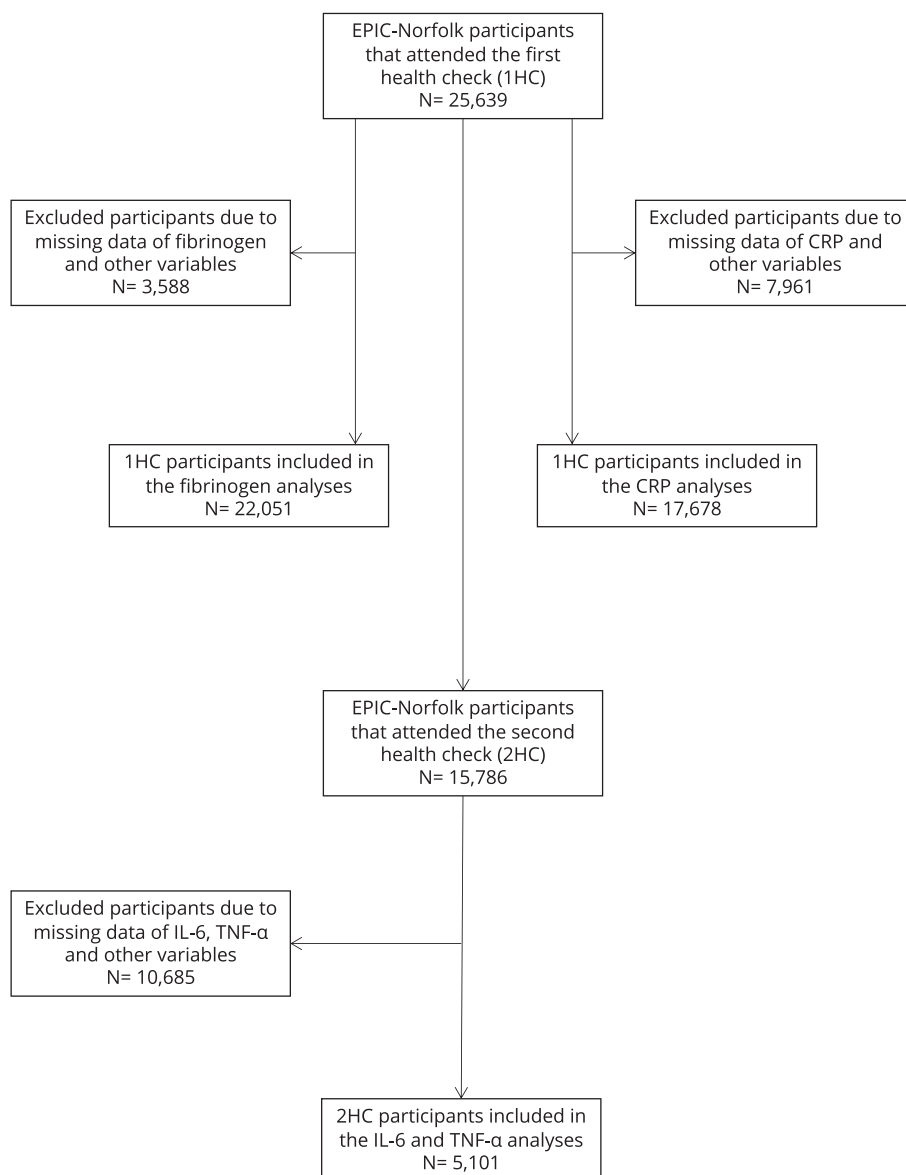 EPIC-Norfolk participants
that attended the first
health check (1HC)
N= 25,639
Excluded participants due to
missing data of fibrinogen
and other variables
N= 3,588
Excluded participants due to
missing data of CRP and
other variables
N= 7,961
1HC participants included in
the fibrinogen analyses
N= 22,051
1HC participants included in
the CRP analyses
N= 17,678
EPIC-Norfolk participants
that attended the second
health check (2HC)
N= 15,786
Excluded participants due to
missing data of IL-6, TNF-α
and other variables
N= 10,685
2HC participants included in
the IL-6 and TNF-α analyses
N= 5,101